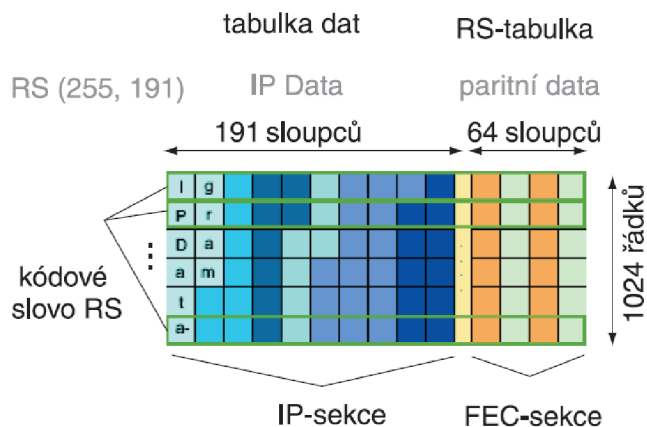 tabulka dat RS-tabulka
RS (255, 191) IP Data paritní data
191 sloupců 64 sloupců
I g
P r
D a
a m
t
a-
kódové
slovo RS
1024 řádků
IP-sekce FEC-sekce